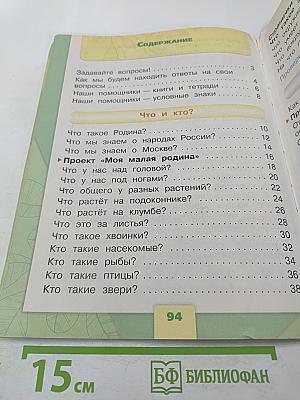 СОДЕРЖАНИЕ
Задавайте вопросы! 3
Как мы будем находить ответы на свои
вопросы 4
Наши помощники — книги и тетради 6
Наши помощники — условные знаки 8
Что и кто?
Что такое Родина? 10
Что мы знаем о народах России? 12
Что мы знаем о Москве? 14
Проект «Моя малая родина» 16
Что у нас над головой? 18
Что у нас под ногами? 20
Что общего у разных растений? 22
Что растёт на подоконнике? 24
Что растёт на клумбе? 26
Что это за листья? 28
Что такое хвоинки? 30
Кто такие насекомые? 32
Кто такие рыбы? 34
Кто такие птицы? 36
Кто такие звери? 38
94
15 см
БФ БИБЛИОФАН